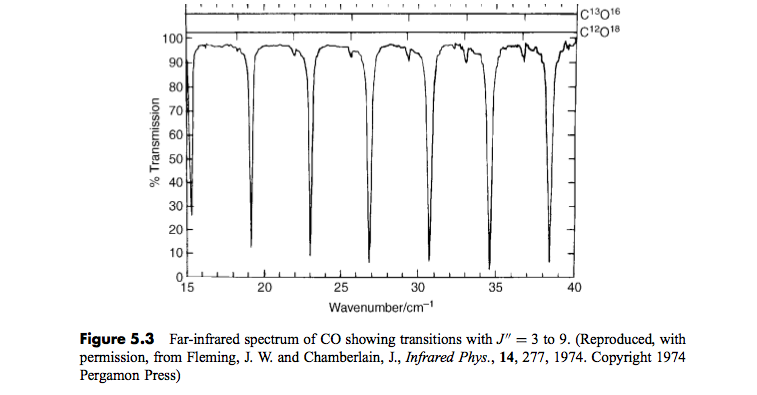 C¹³O¹⁶
C¹²O¹⁸
100
90
80
70
60
50
40
30
20
10
0
% Transmission
15 20 25 30 35 40
Wavenumber/cm⁻¹
Figure 5.3 Far-infrared spectrum of CO showing transitions with J″ = 3 to 9. (Reproduced, with
permission, from Fleming, J. W. and Chamberlain, J., Infrared Phys., 14, 277, 1974. Copyright 1974
Pergamon Press)